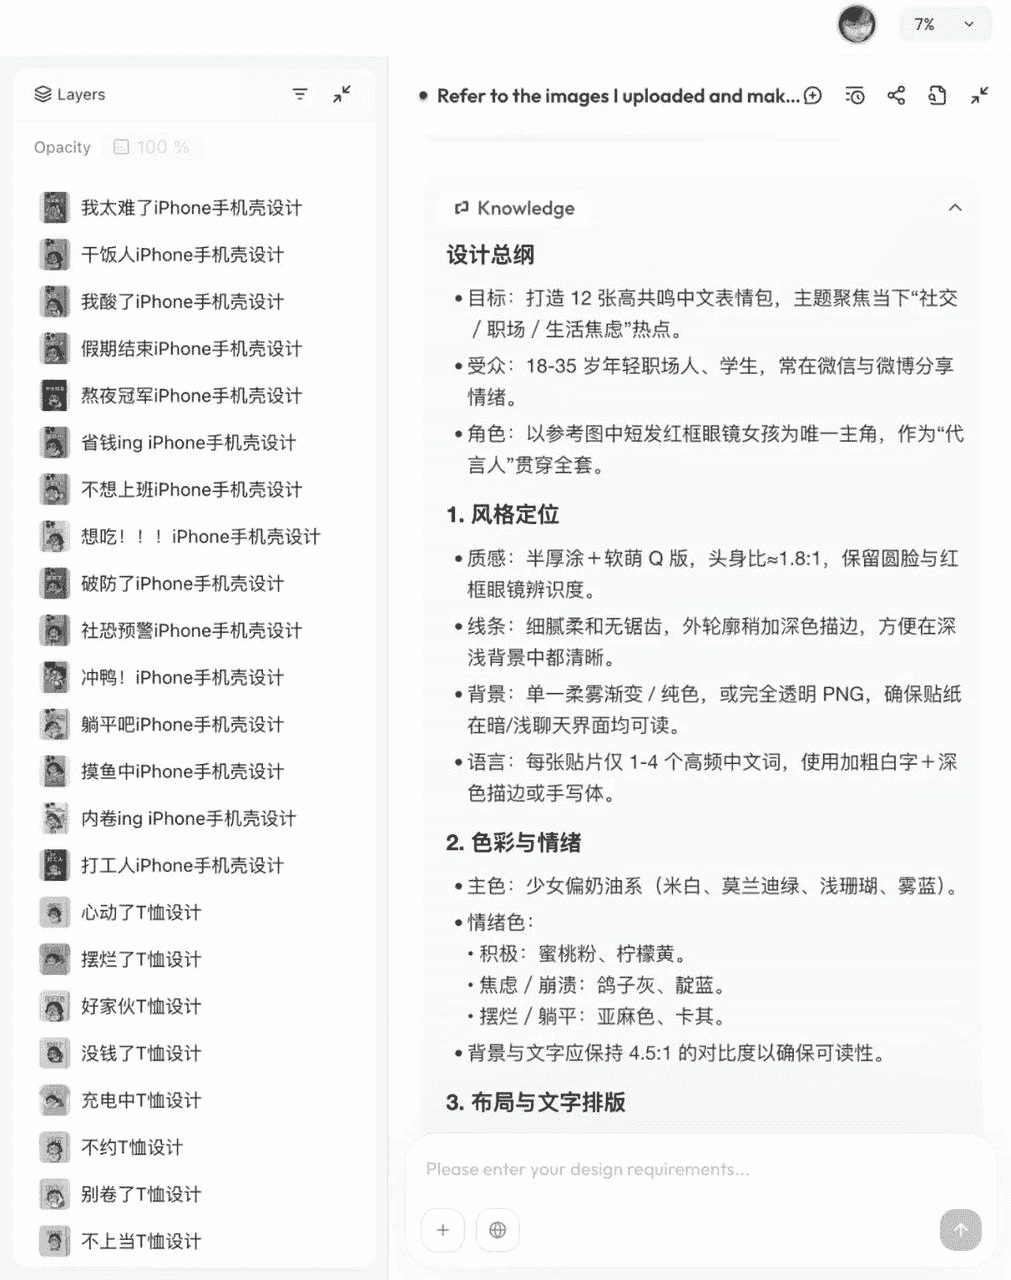 7%
Layers
Opacity 100 %
我太难了iPhone手机壳设计
干饭人iPhone手机壳设计
我酸了iPhone手机壳设计
假期结束iPhone手机壳设计
熬夜冠军iPhone手机壳设计
省钱ing iPhone手机壳设计
不想上班iPhone手机壳设计
想吃！！！iPhone手机壳设计
破防了iPhone手机壳设计
社恐预警iPhone手机壳设计
冲鸭！iPhone手机壳设计
躺平吧iPhone手机壳设计
摸鱼中iPhone手机壳设计
内卷ing iPhone手机壳设计
打工人iPhone手机壳设计
心动了T恤设计
摆烂了T恤设计
好家伙T恤设计
没钱了T恤设计
充电中T恤设计
不约T恤设计
别卷了T恤设计
不上当T恤设计
• Refer to the images I uploaded and mak...
Knowledge
设计总纲
• 目标：打造 12 张高共鸣中文表情包，主题聚焦当下“社交
/ 职场 / 生活焦虑”热点。
• 受众：18-35 岁年轻职场人、学生，常在微信与微博分享
情绪。
• 角色：以参考图中短发红框眼镜女孩为唯一主角，作为“代
言人”贯穿全套。
1. 风格定位
• 质感：半厚涂＋软萌 Q 版，头身比≈1.8:1，保留圆脸与红
框眼镜辨识度。
• 线条：细腻柔和无锯齿，外轮廓稍加深色描边，方便在深
浅背景中都清晰。
• 背景：单一柔雾渐变 / 纯色，或完全透明 PNG，确保贴纸
在暗/浅聊天界面均可读。
• 语言：每张贴片仅 1-4 个高频中文词，使用加粗白字＋深
色描边或手写体。
2. 色彩与情绪
• 主色：少女偏奶油系（米白、莫兰迪绿、浅珊瑚、雾蓝）。
• 情绪色：
• 积极：蜜桃粉、柠檬黄。
• 焦虑 / 崩溃：鸽子灰、靛蓝。
• 摆烂 / 躺平：亚麻色、卡其。
• 背景与文字应保持 4.5:1 的对比度以确保可读性。
3. 布局与文字排版
Please enter your design requirements...